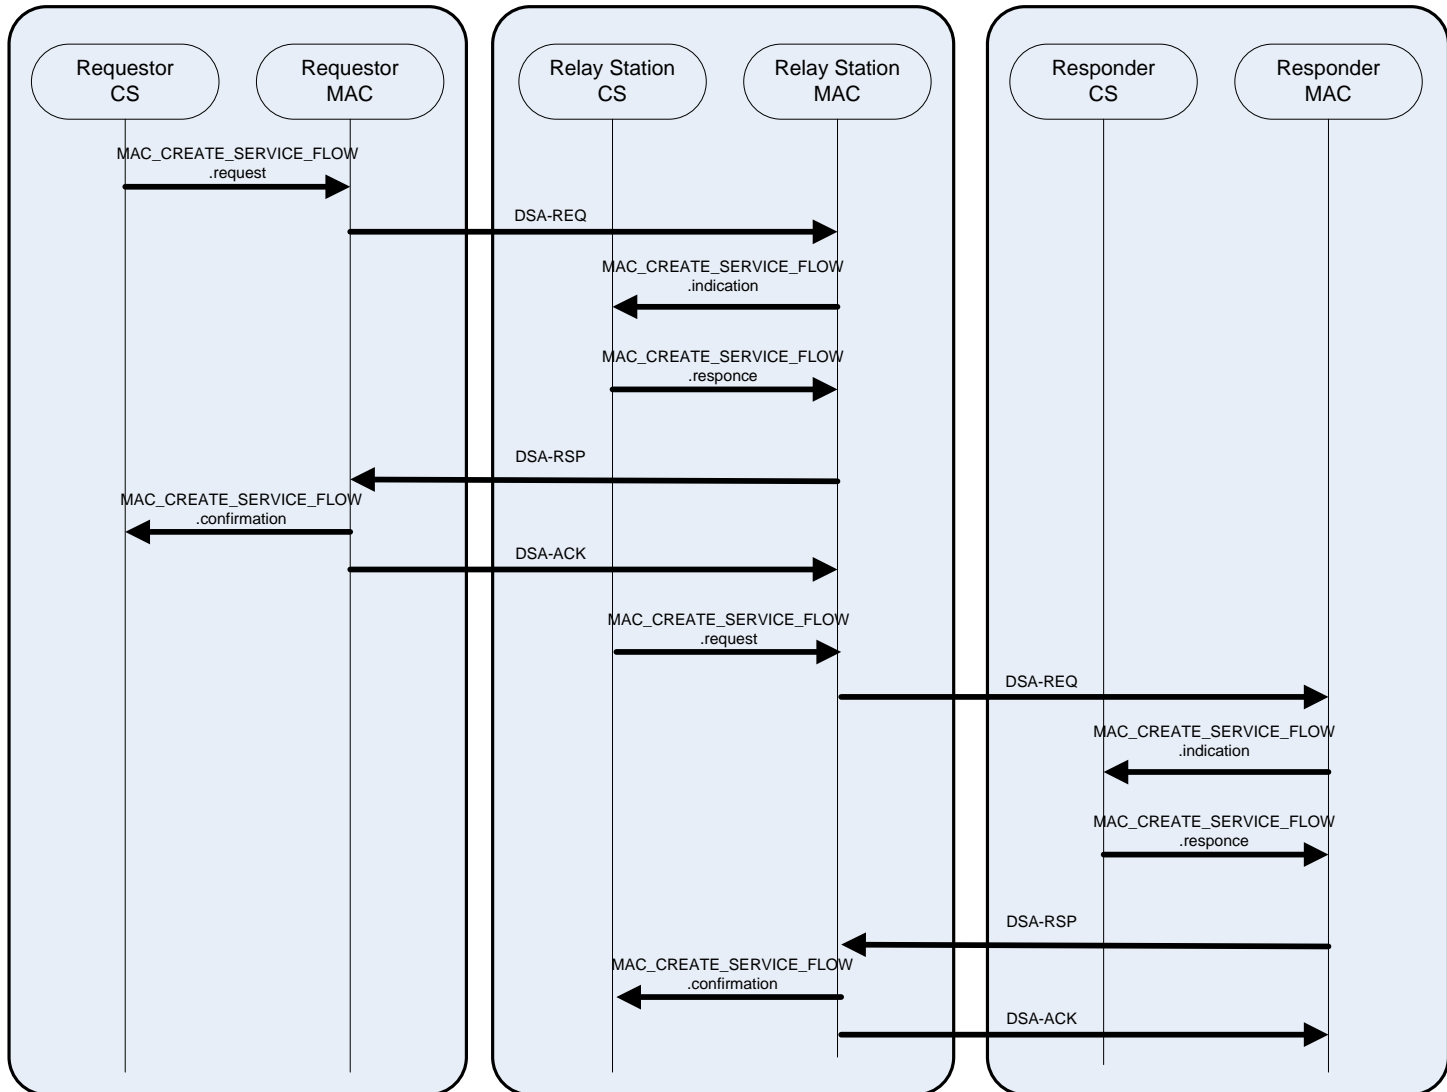 Requestor
CS
Requestor
MAC
Relay Station
CS
Relay Station
MAC
Responder
CS
Responder
MAC
MAC_CREATE_SERVICE_FLOW
.request
DSA-REQ
MAC_CREATE_SERVICE_FLOW
.indication
MAC_CREATE_SERVICE_FLOW
.responce
DSA-RSP
MAC_CREATE_SERVICE_FLOW
.confirmation
DSA-ACK
MAC_CREATE_SERVICE_FLOW
.request
DSA-REQ
MAC_CREATE_SERVICE_FLOW
.indication
MAC_CREATE_SERVICE_FLOW
.responce
DSA-RSP
MAC_CREATE_SERVICE_FLOW
.confirmation
DSA-ACK